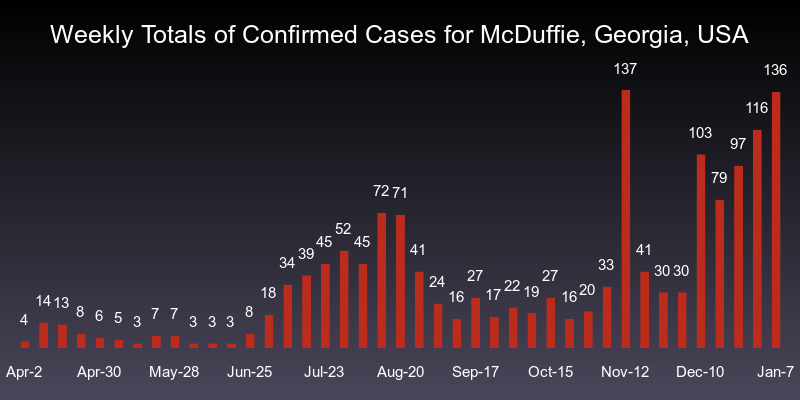 Weekly Totals of Confirmed Cases for McDuffie, Georgia, USA
4 14 13 8 6 5 3 7 7 3 3 3 8 18 34 39 45 52 45 72 71 41 24 16 27 17 22 19 27 16 20 33 137 41 30 30 103 79 97 116 136
Apr-2 Apr-30 May-28 Jun-25 Jul-23 Aug-20 Sep-17 Oct-15 Nov-12 Dec-10 Jan-7